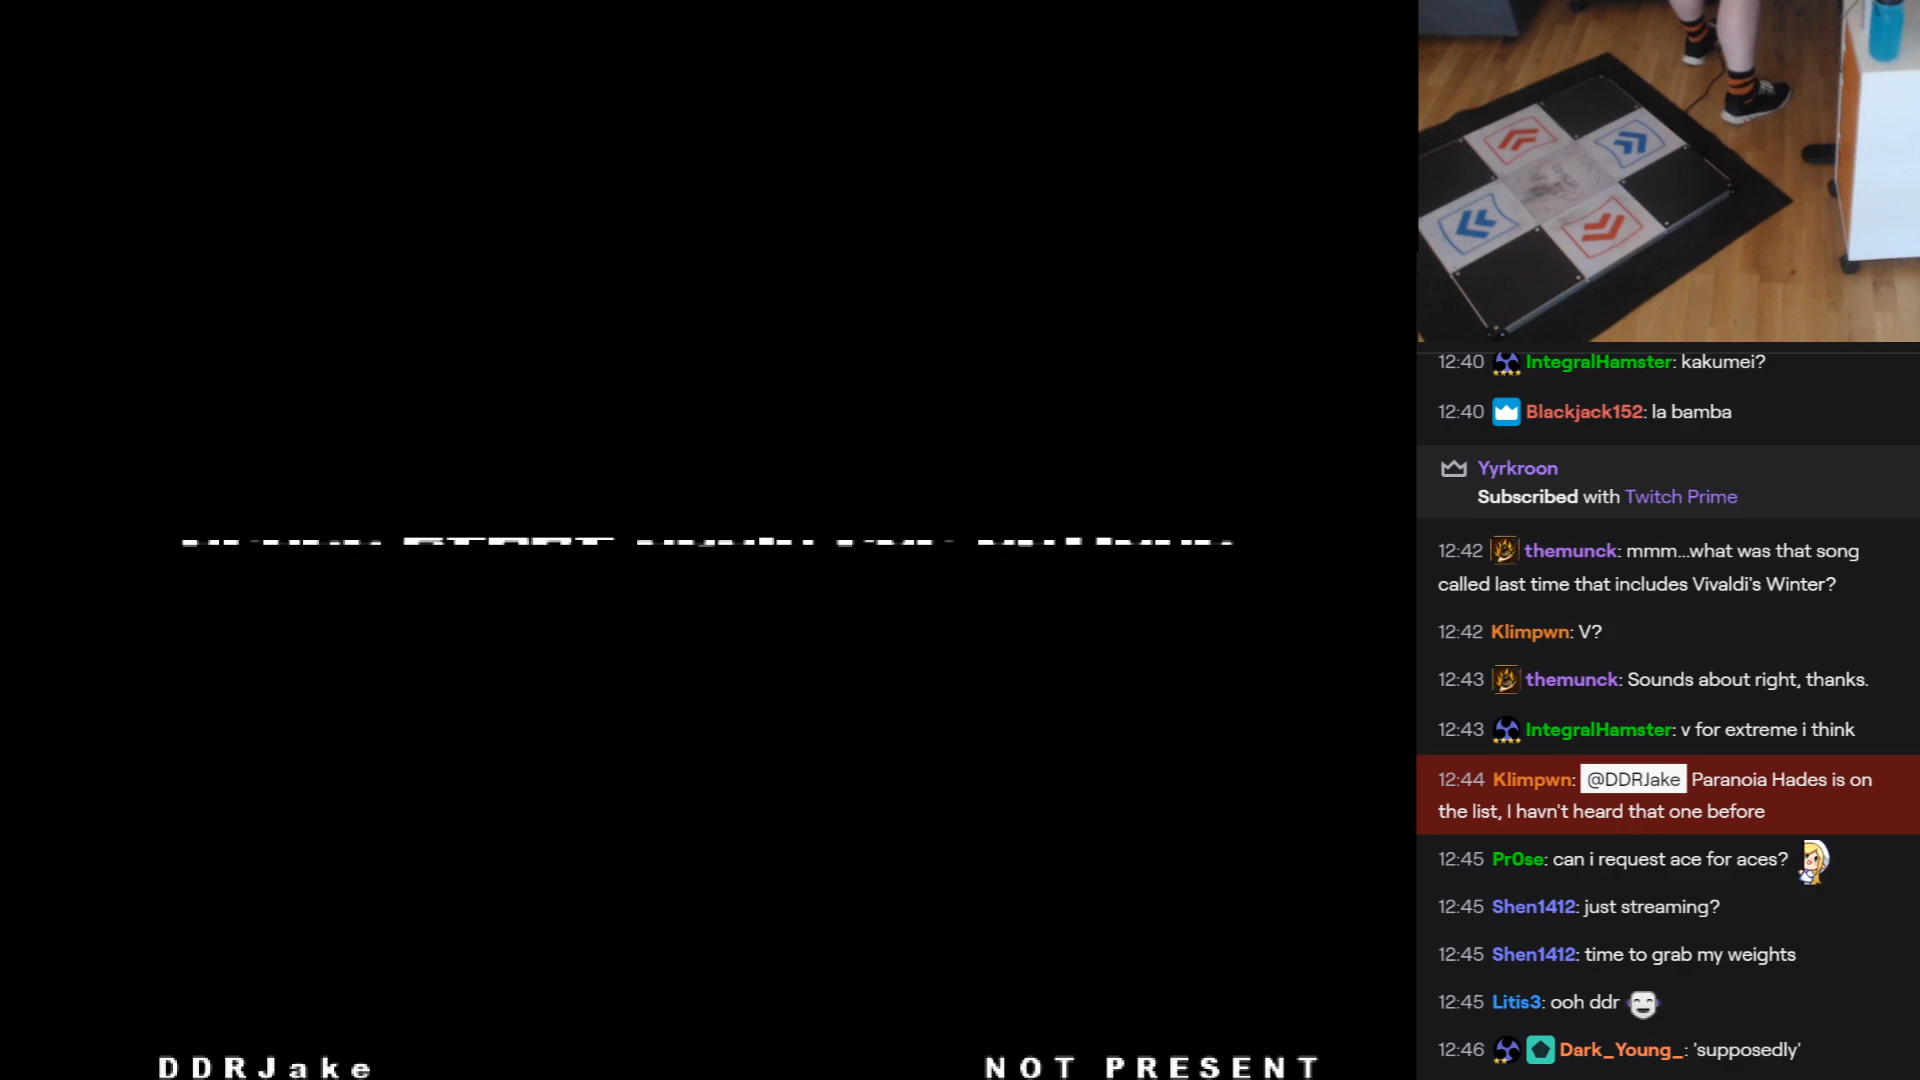 12:40 IntegralHamster: kakumei?
12:40 Blackjack152: la bamba
Yyrkroon
Subscribed with Twitch Prime
12:42 themunck: mmm...what was that song
called last time that includes Vivaldi's Winter?
12:42 Klimpwn: V?
12:43 themunck: Sounds about right, thanks.
12:43 IntegralHamster: v for extreme i think
12:44 Klimpwn: @DDRJake Paranoia Hades is on
the list, I havn't heard that one before
12:45 Pr0se: can i request ace for aces?
12:45 Shen1412: just streaming?
12:45 Shen1412: time to grab my weights
12:45 Litis3: ooh ddr
12:46 Dark_Young_: 'supposedly'
DDRJake
NOT PRESENT